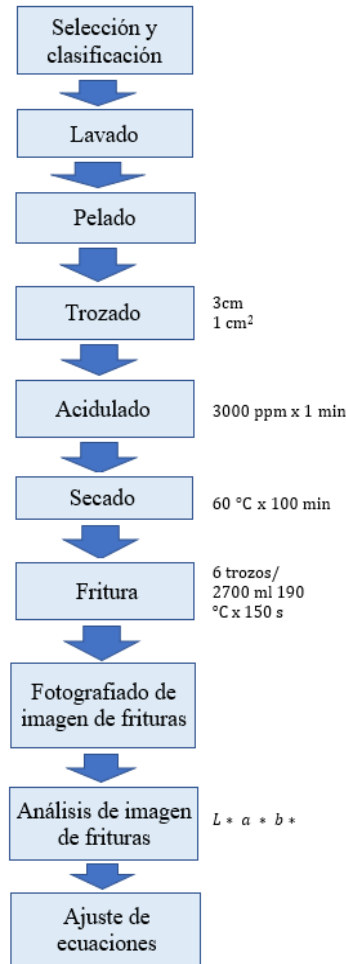 Selección y
clasificación
Lavado
Pelado
Trozado
3cm
1 cm²
Acidulado
3000 ppm x 1 min
Secado
60 °C x 100 min
Fritura
6 trozos/
2700 ml 190
°C x 150 s
Fotografiado de
imagen de frituras
Análisis de imagen
de frituras
L * a * b *
Ajuste de
ecuaciones